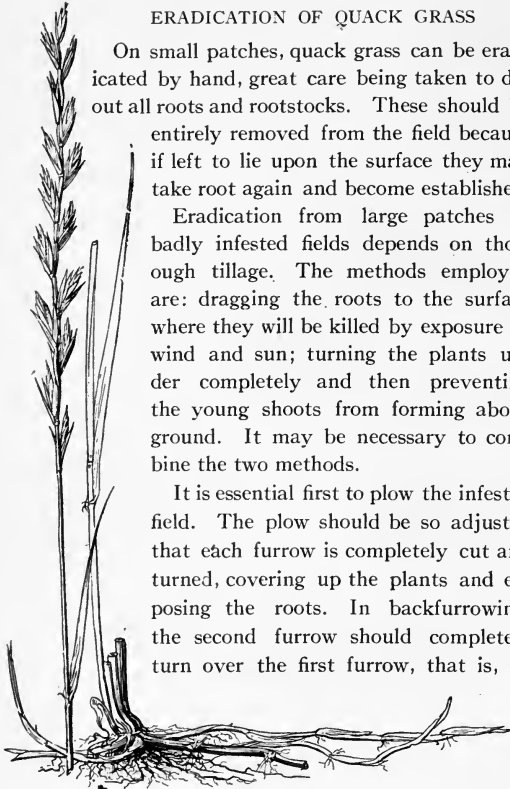 ERADICATION OF QUACK GRASS
On small patches, quack grass can be era
icated by hand, great care being taken to d
out all roots and rootstocks. These should
entirely removed from the field becau
if left to lie upon the surface they ma
take root again and become establishe
Eradication from large patches
badly infested fields depends on tho
ough tillage. The methods employ
are: dragging the roots to the surfa
where they will be killed by exposure
wind and sun; turning the plants u
der completely and then preventi
the young shoots from forming abo
ground. It may be necessary to com
bine the two methods.
It is essential first to plow the infest
field. The plow should be so adjust
that each furrow is completely cut a
turned, covering up the plants and e
posing the roots. In backfurrowin
the second furrow should complete
turn over the first furrow, that is,